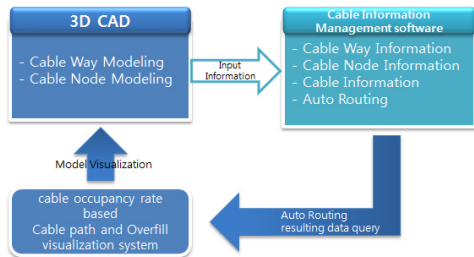 3D CAD
- Cable Way Modeling
- Cable Node Modeling
Input
Information
Cable Information
Management software
- Cable Way Information
- Cable Node Information
- Cable Information
- Auto Routing
Model Visualization
cable occupancy rate
based
Cable path and Overfill
visualization system
Auto Routing
resulting data query